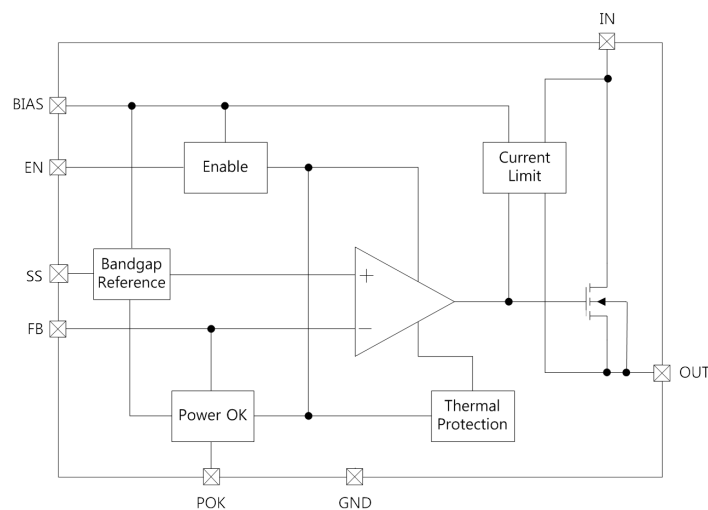 IN
BIAS
EN
Enable
Current
Limit
SS
Bandgap
Reference
+
−
FB
OUT
Power OK
Thermal
Protection
POK
GND